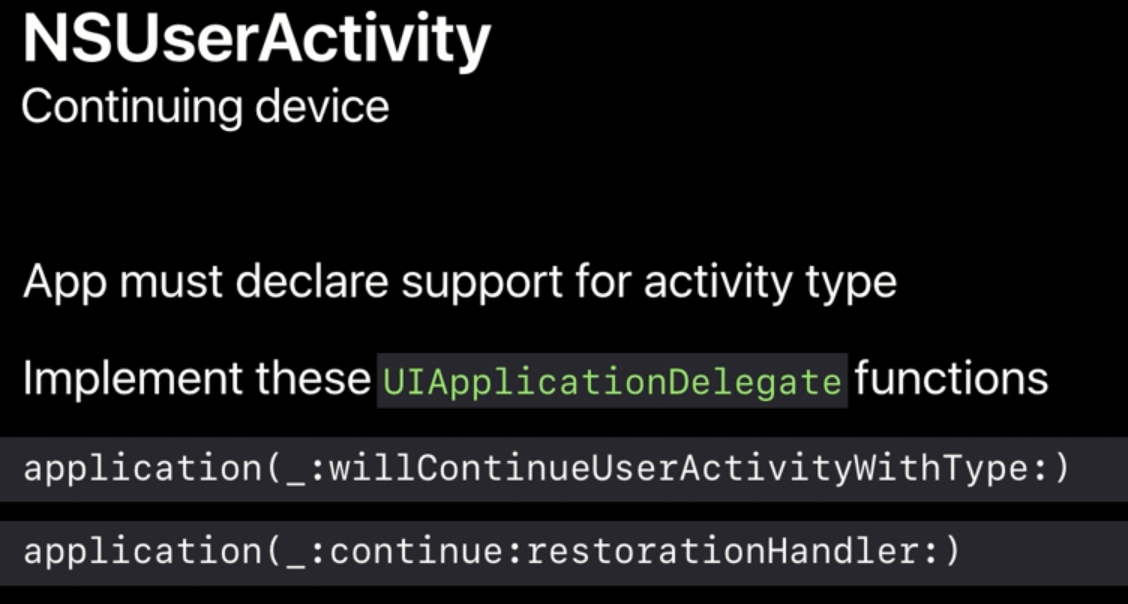 NSUserActivity
Continuing device
App must declare support for activity type
Implement these UIApplicationDelegate functions
application(_:willContinueUserActivityWithType:)
application(_:continue:restorationHandler:)